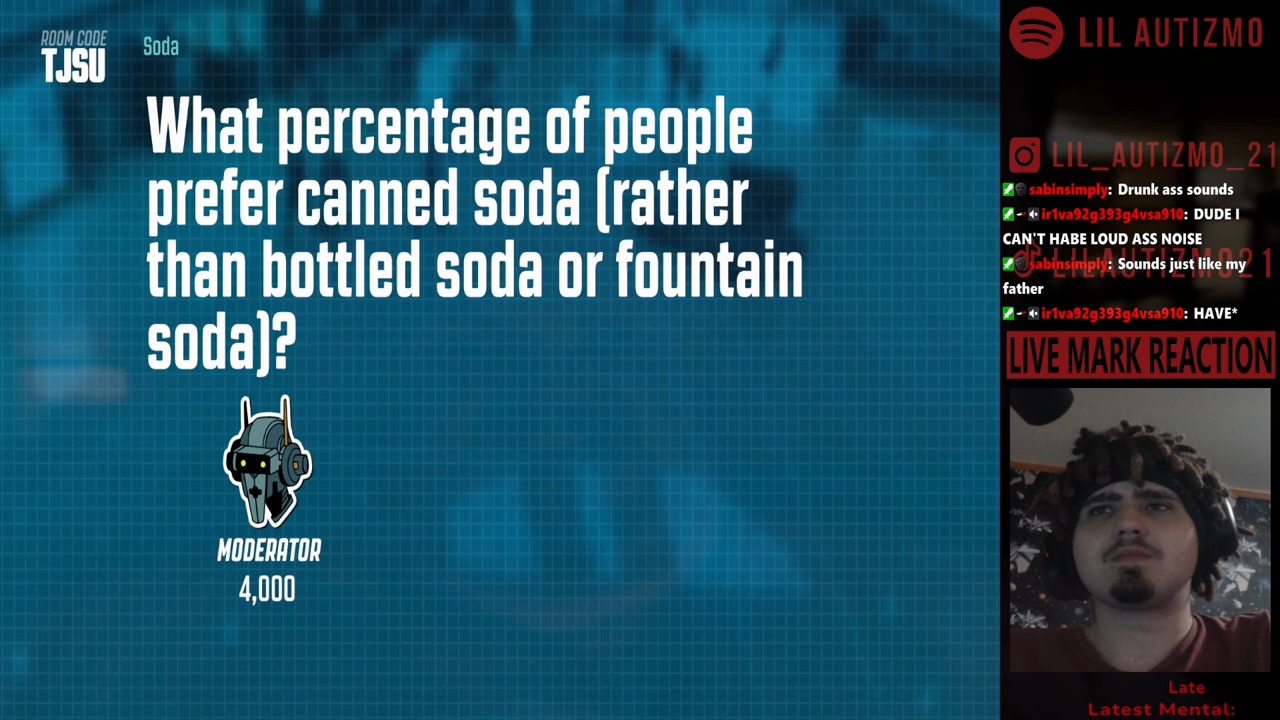 ROOM CODE
TJSU
Soda
What percentage of people
prefer canned soda (rather
than bottled soda or fountain
soda)?
MODERATOR
4,000
LIL AUTIZMO
LIL_AUTIZMO_21
sabinsimply: Drunk ass sounds
ir1va92g393g4vsa910: DUDE I
CAN'T HABE LOUD ASS NOISE
LILAUTIZMO21
sabinsimply: Sounds just like my
father
ir1va92g393g4vsa910: HAVE*
LIVE MARK REACTION
Late
Latest Mental: